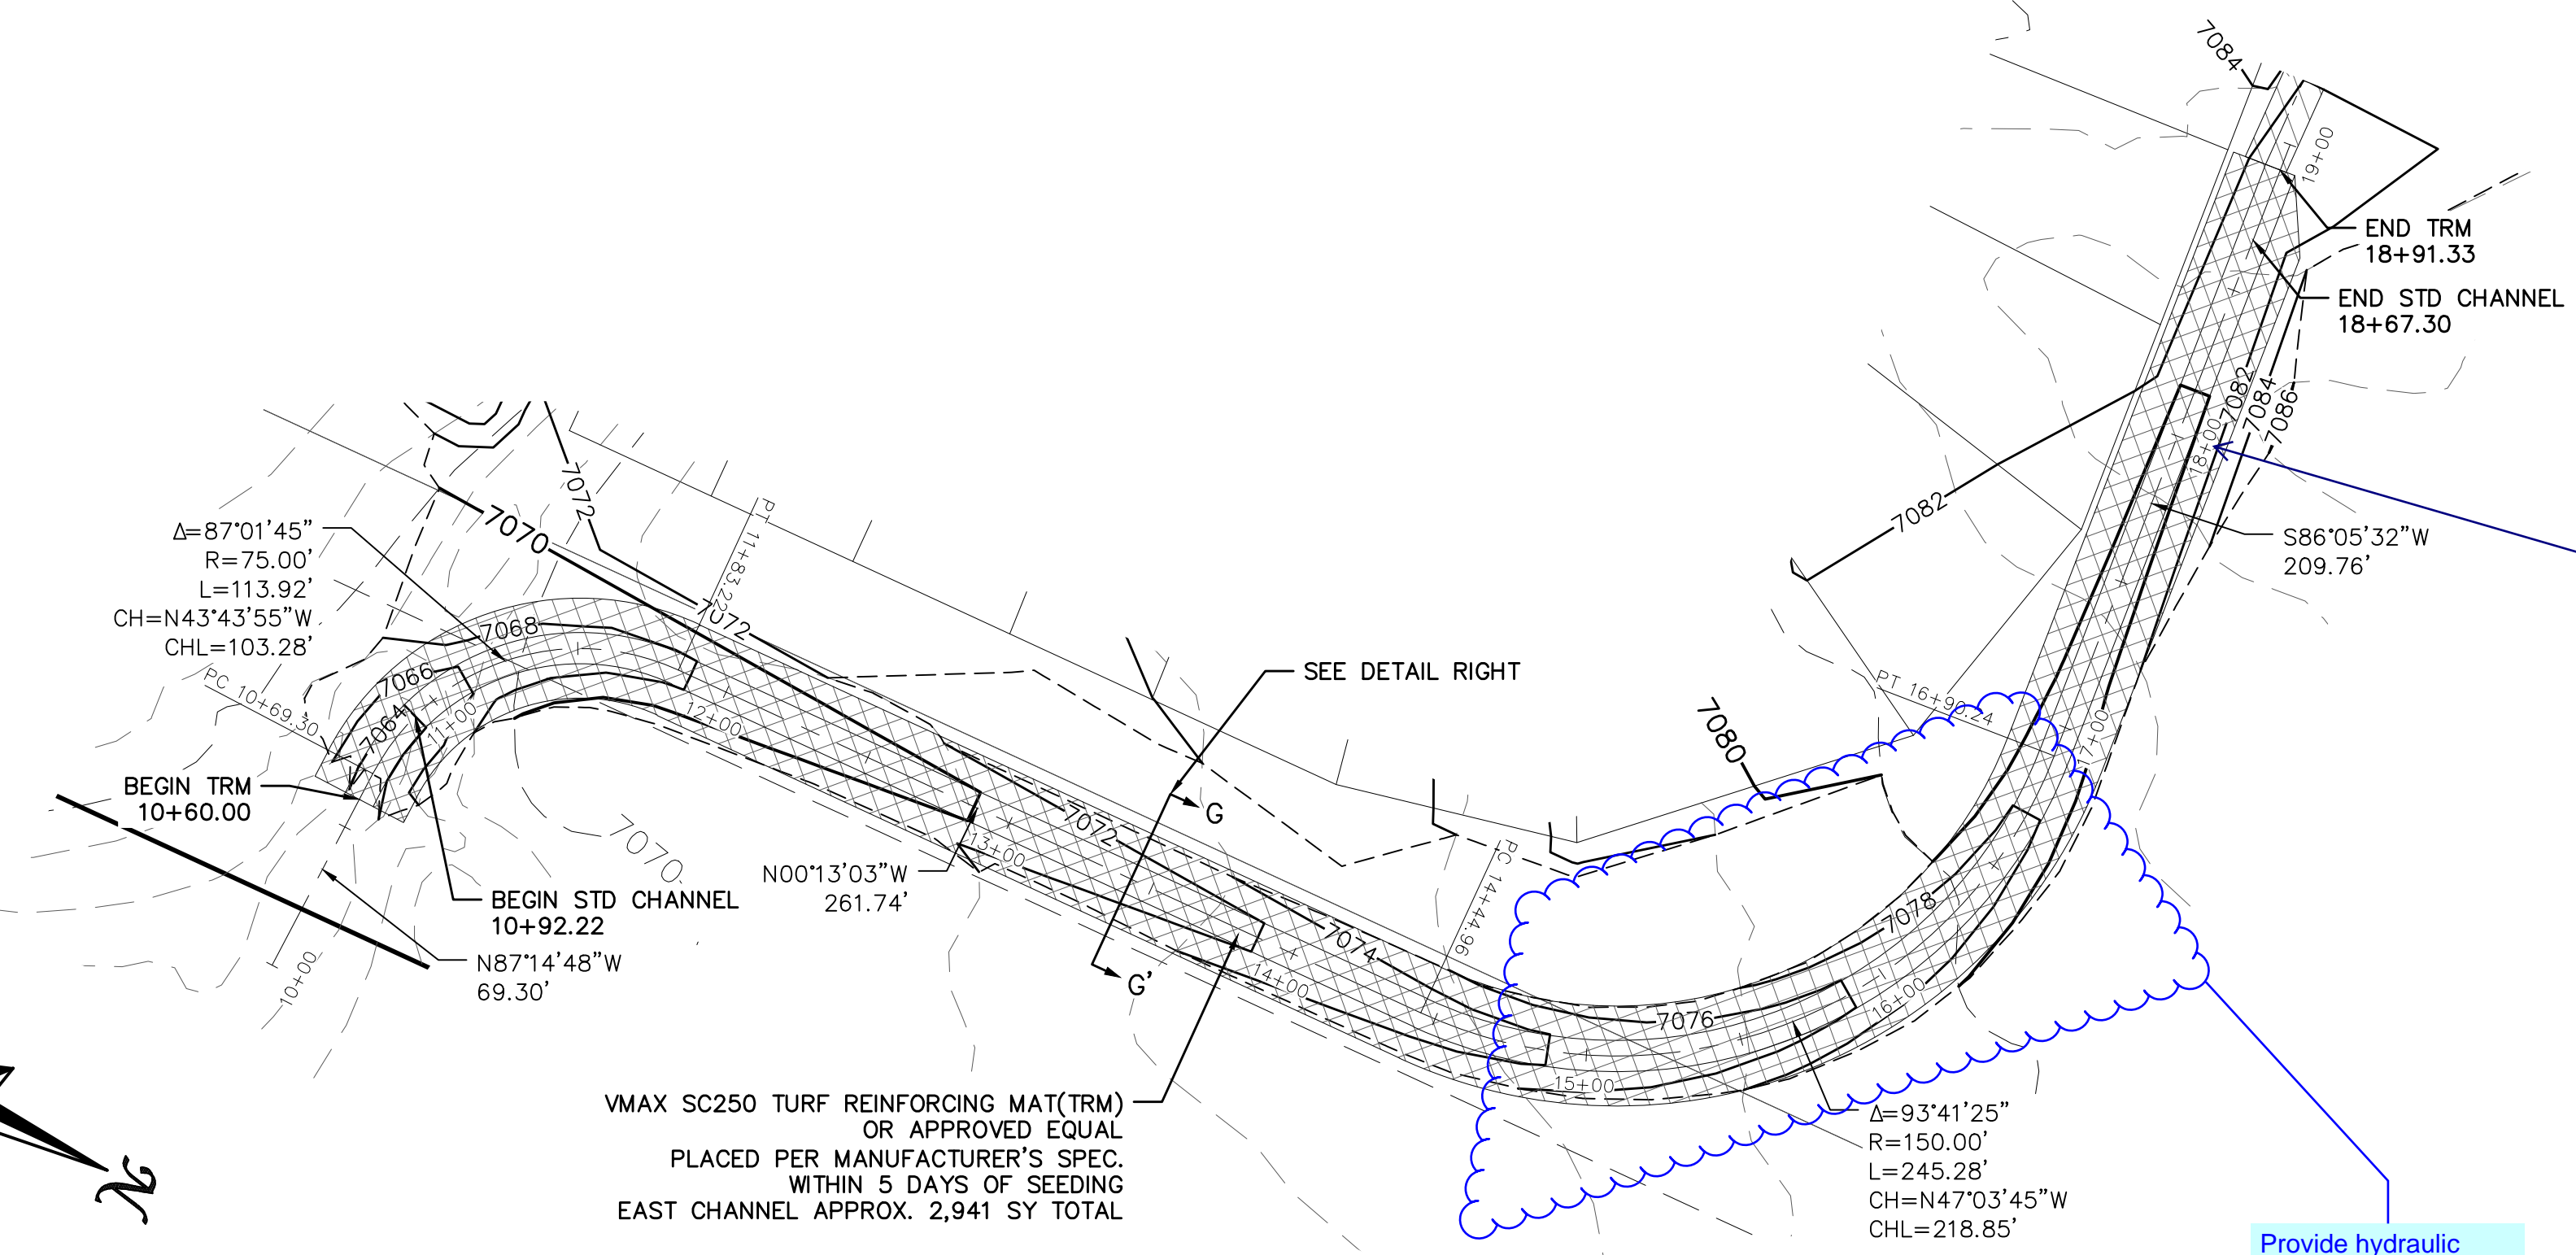 7084
19+00
END TRM
18+91.33
END STD CHANNEL
18+67.30
7082
7084
7086
18+00
7082
S86°05'32"W
209.76'
7072
7070
PT 11+83.22
7072
Δ=87°01'45"
R=75.00'
L=113.92'
CH=N43°43'55"W
CHL=103.28'
PC 10+69.30
7068
7066
7064
11+00
12+00
BEGIN TRM
10+60.00
7070
BEGIN STD CHANNEL
10+92.22
N87°14'48"W
69.30'
10+00
N00°13'03"W
261.74'
13+00
7072
SEE DETAIL RIGHT
G
G'
14+00
7074
PC 14+44.96
7080
PT 16+90.24
17+00
7078
7076
16+00
15+00
VMAX SC250 TURF REINFORCING MAT(TRM)
OR APPROVED EQUAL
PLACED PER MANUFACTURER'S SPEC.
WITHIN 5 DAYS OF SEEDING
EAST CHANNEL APPROX. 2,941 SY TOTAL
Δ=93°41'25"
R=150.00'
L=245.28'
CH=N47°03'45"W
CHL=218.85'
N
Provide hydraulic